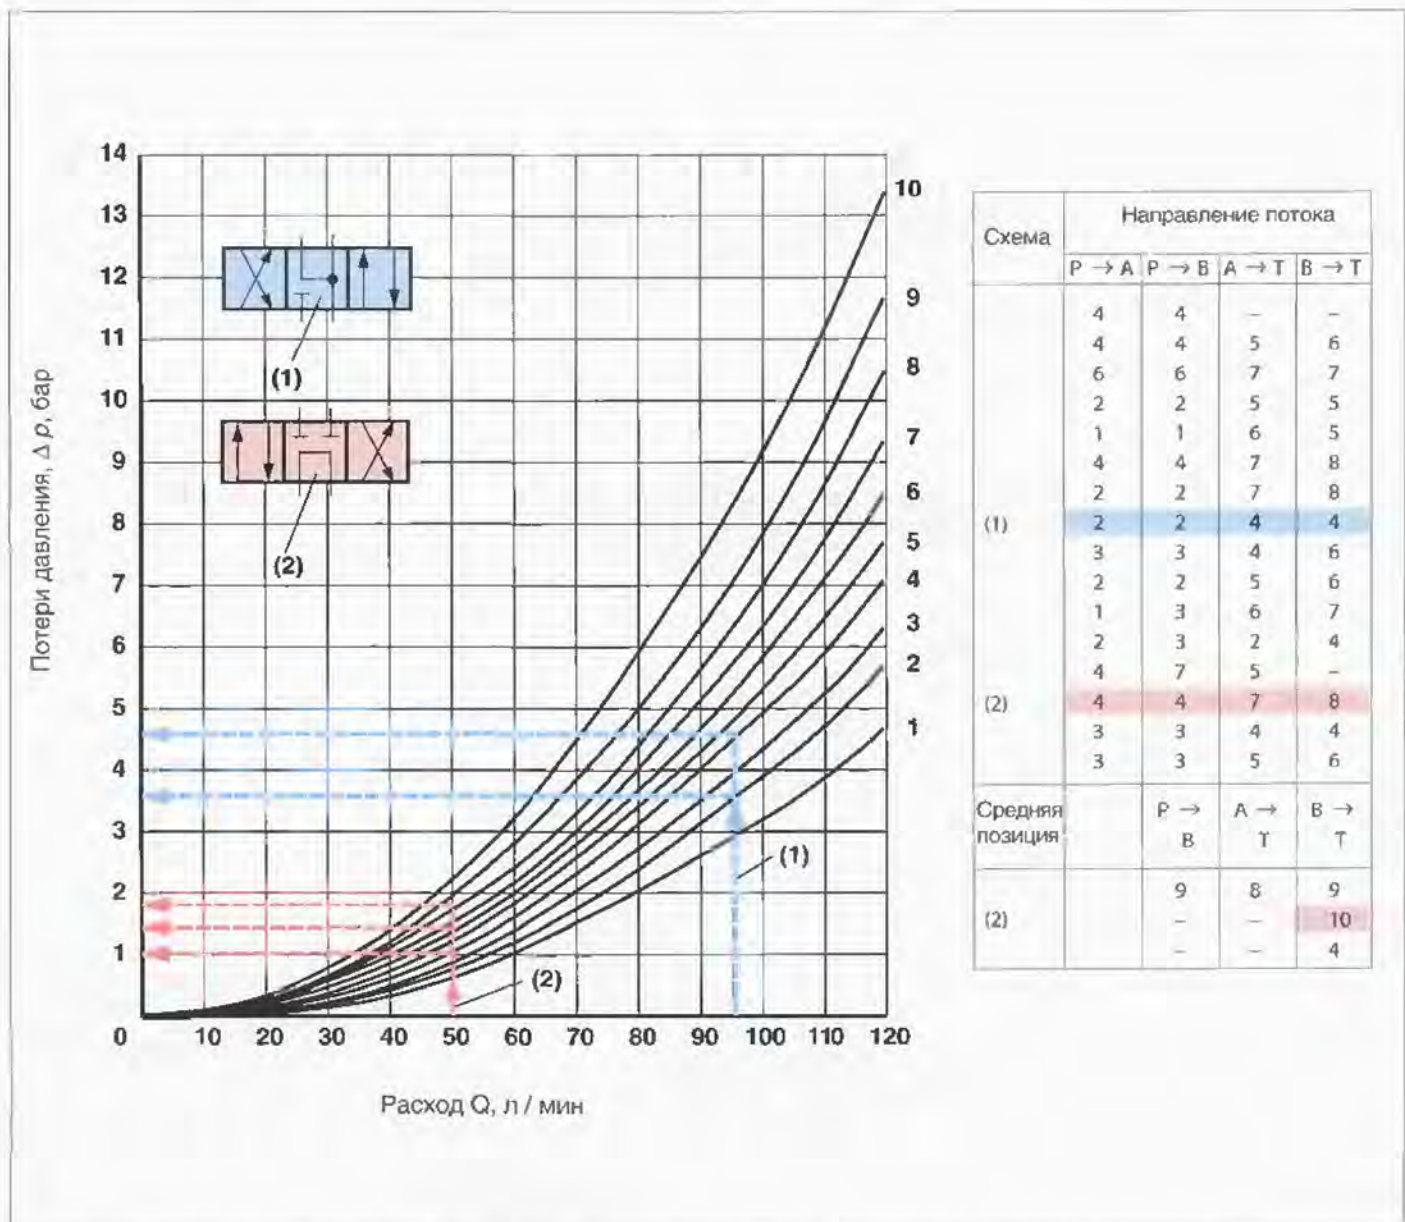 14
13
12
11
10
9
8
7
6
5
4
3
2
1
0
10
20
30
40
50
60
70
80
90
100
110
120
Потери давления, Δ p, бар
Расход Q, л / мин
(1)
(2)
(1)
(2)
10
9
8
7
6
5
4
3
2
1
Схема
Направление потока
P → A P → B A → T B → T
4 4 – –
4 4 5 6
6 6 7 7
2 2 5 5
1 1 6 5
4 4 7 8
2 2 7 8
(1) 2 2 4 4
3 3 4 6
2 2 5 6
1 3 6 7
2 3 2 4
4 7 5 –
(2) 4 4 7 8
3 3 4 4
3 3 5 6
Средняя P → A → B →
позиция B T T
9 8 9
(2) – – 10
– – 4